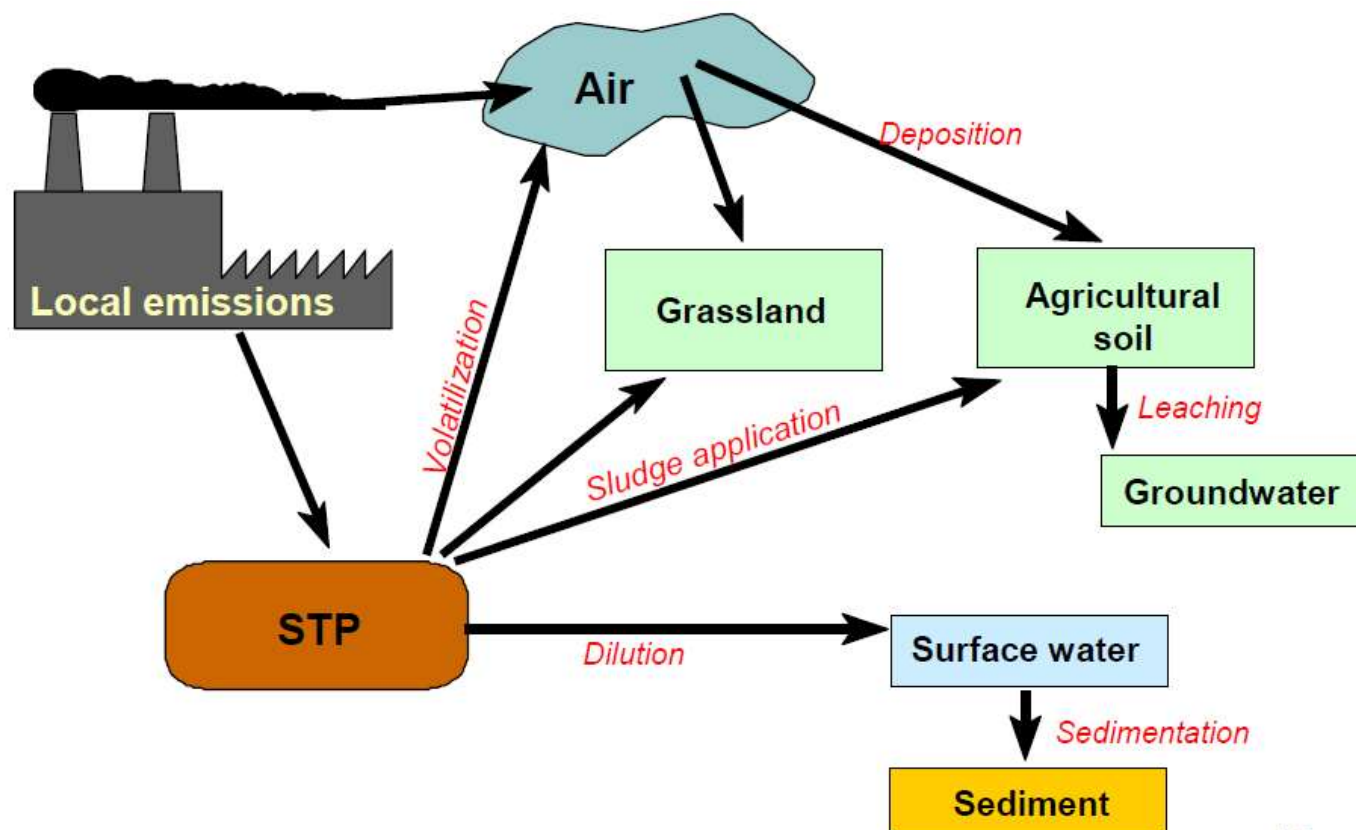 Air
Deposition
Local emissions
Grassland
Agricultural
soil
Volatilization
Sludge application
Leaching
Groundwater
STP
Dilution
Surface water
Sedimentation
Sediment